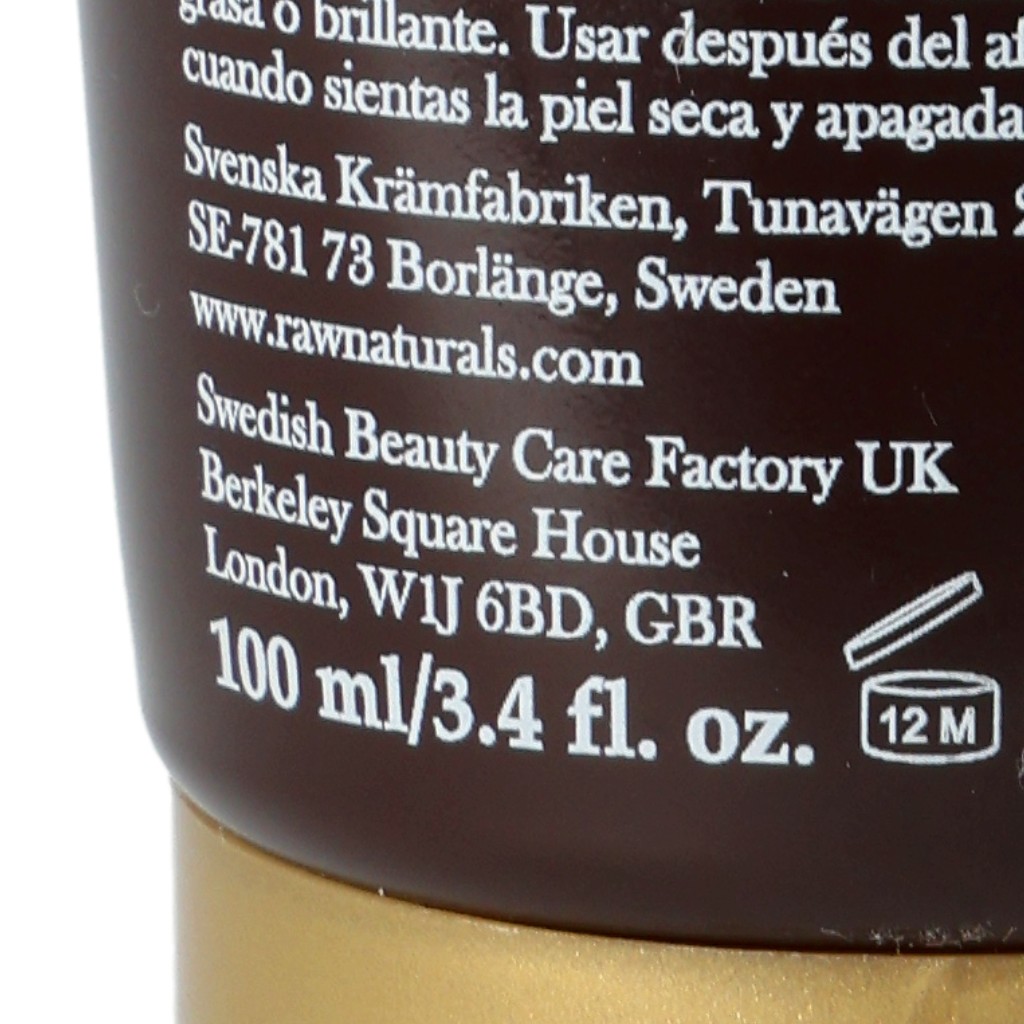 grasa o brillante. Usar después del
cuando sientas la piel seca y apagada
Svenska Krämfabriken, Tunavägen
SE-781 73 Borlänge, Sweden
www.rawnaturals.com
Swedish Beauty Care Factory UK
Berkeley Square House
London, W1J 6BD, GBR
100 ml/3.4 fl. oz.
12 M